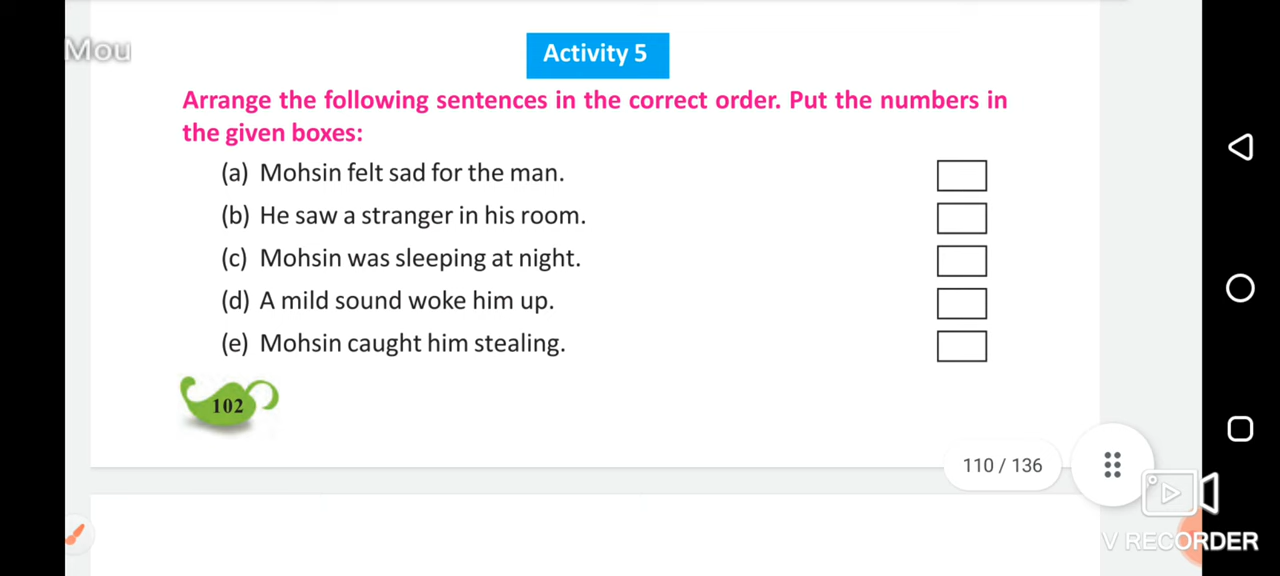 Mou
Activity 5
Arrange the following sentences in the correct order. Put the numbers in
the given boxes:
(a) Mohsin felt sad for the man.
(b) He saw a stranger in his room.
(c) Mohsin was sleeping at night.
(d) A mild sound woke him up.
(e) Mohsin caught him stealing.
102
110 / 136
V RECORDER